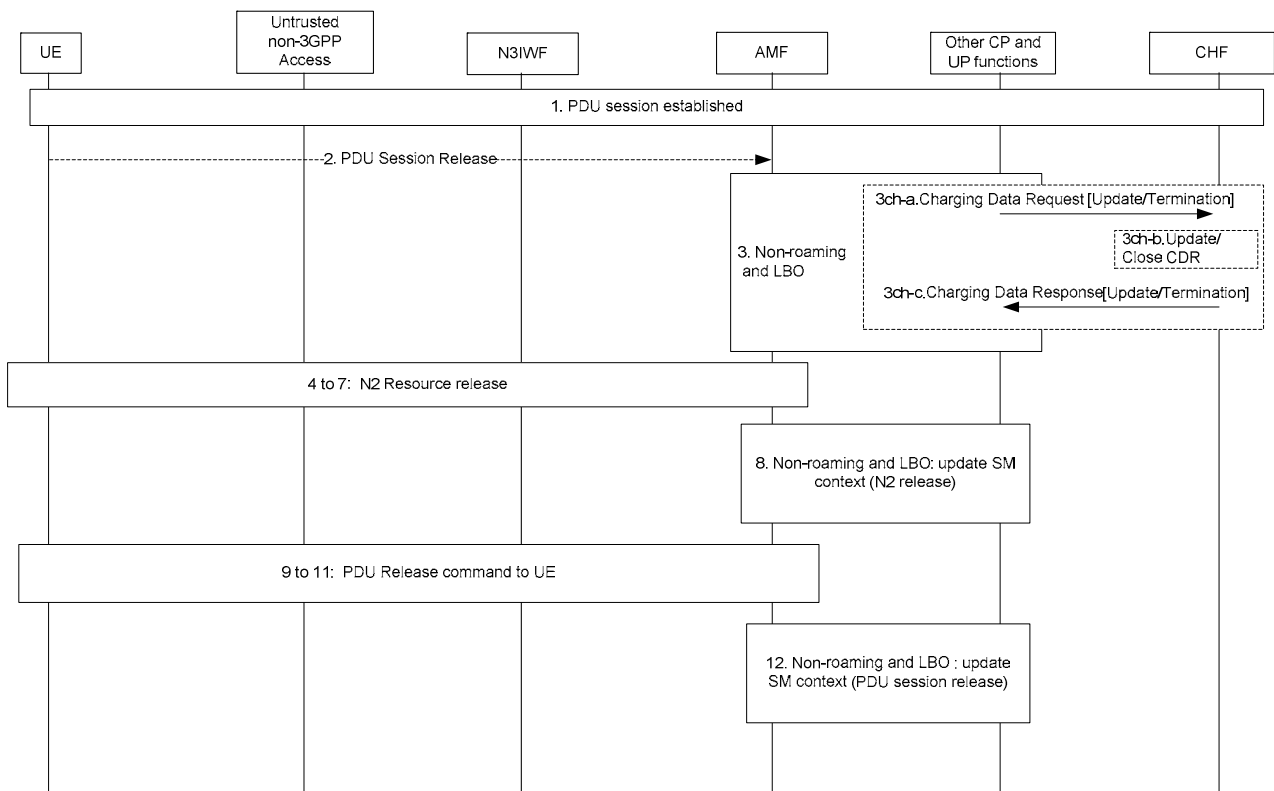 UE
Untrusted
non-3GPP
Access
N3IWF
AMF
Other CP and
UP functions
CHF
1. PDU session established
2. PDU Session Release
3ch-a.Charging Data Request [Update/Termination]
3ch-b.Update/
Close CDR
3. Non-roaming
and LBO
3ch-c.Charging Data Response[Update/Termination]
4 to 7: N2 Resource release
8. Non-roaming and LBO: update SM
context (N2 release)
9 to 11: PDU Release command to UE
12. Non-roaming and LBO : update
SM context (PDU session release)